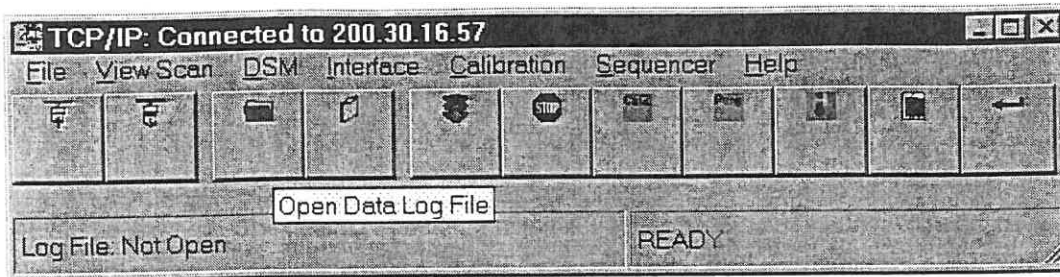 TCP/IP: Connected to 200.30.16.57
File View Scan DSM Interface Calibration Sequencer Help
STOP
Open Data Log File
Log File: Not Open READY